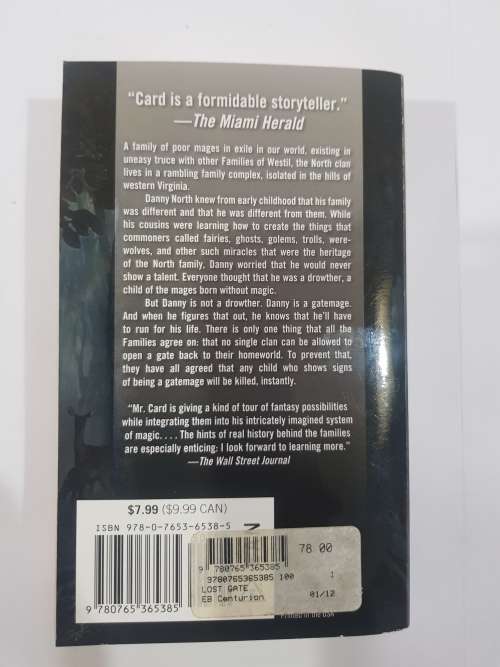 "Card is a formidable storyteller."
—The Miami Herald
A family of poor mages in exile in our world, existing in
uneasy truce with other Families of Westil, the North clan
lives in a rambling family complex, isolated in the hills of
western Virginia.
Danny North knew from early childhood that his family
was different and that he was different from them. While
his cousins were learning how to create the things that
commoners called fairies, ghosts, golems, trolls, were-
wolves, and other such miracles that were the heritage
of the North family, Danny worried that he would never
show a talent. Everyone thought that he was a drowther, a
child of the mages born without magic.
But Danny is not a drowther. Danny is a gatemage.
And when he figures that out, he knows that he'll have
to run for his life. There is only one thing that all the
Families agree on: that no single clan can be allowed to
open a gate back to their homeworld. To prevent that,
they have all agreed that any child who shows signs
of being a gatemage will be killed, instantly.
"Mr. Card is giving a kind of tour of fantasy possibilities
while integrating them into his intricately imagined system
of magic. . . . The hints of real history behind the families
are especially enticing: I look forward to learning more."
—The Wall Street Journal
$7.99 ($9.99 CAN)
ISBN 978-0-7653-6538-5
9 780765 365385
9 780765 365385
78 00
9780765365385 100 1
LOST GATE
EB Centurion 01/12
Printed in the USA